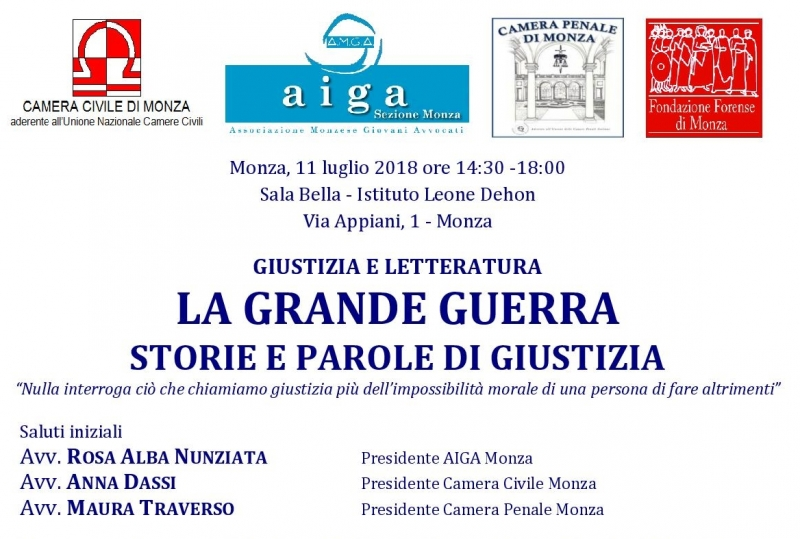 CAMERA CIVILE DI MONZA
aderente all'Unione Nazionale Camere Civili
A.M.G.A
aiga
Sezione Monza
Associazione Monzese Giovani Avvocati
CAMERA PENALE
DI MONZA
Fondazione Forense
di Monza
Monza, 11 luglio 2018 ore 14:30 -18:00
Sala Bella - Istituto Leone Dehon
Via Appiani, 1 - Monza
GIUSTIZIA E LETTERATURA
LA GRANDE GUERRA
STORIE E PAROLE DI GIUSTIZIA
“Nulla interroga ciò che chiamiamo giustizia più dell’impossibilità morale di una persona di fare altrimenti”
Saluti iniziali
Avv. ROSA ALBA NUNZIATA Presidente AIGA Monza
Avv. ANNA DASSI Presidente Camera Civile Monza
Avv. MAURA TRAVERSO Presidente Camera Penale Monza